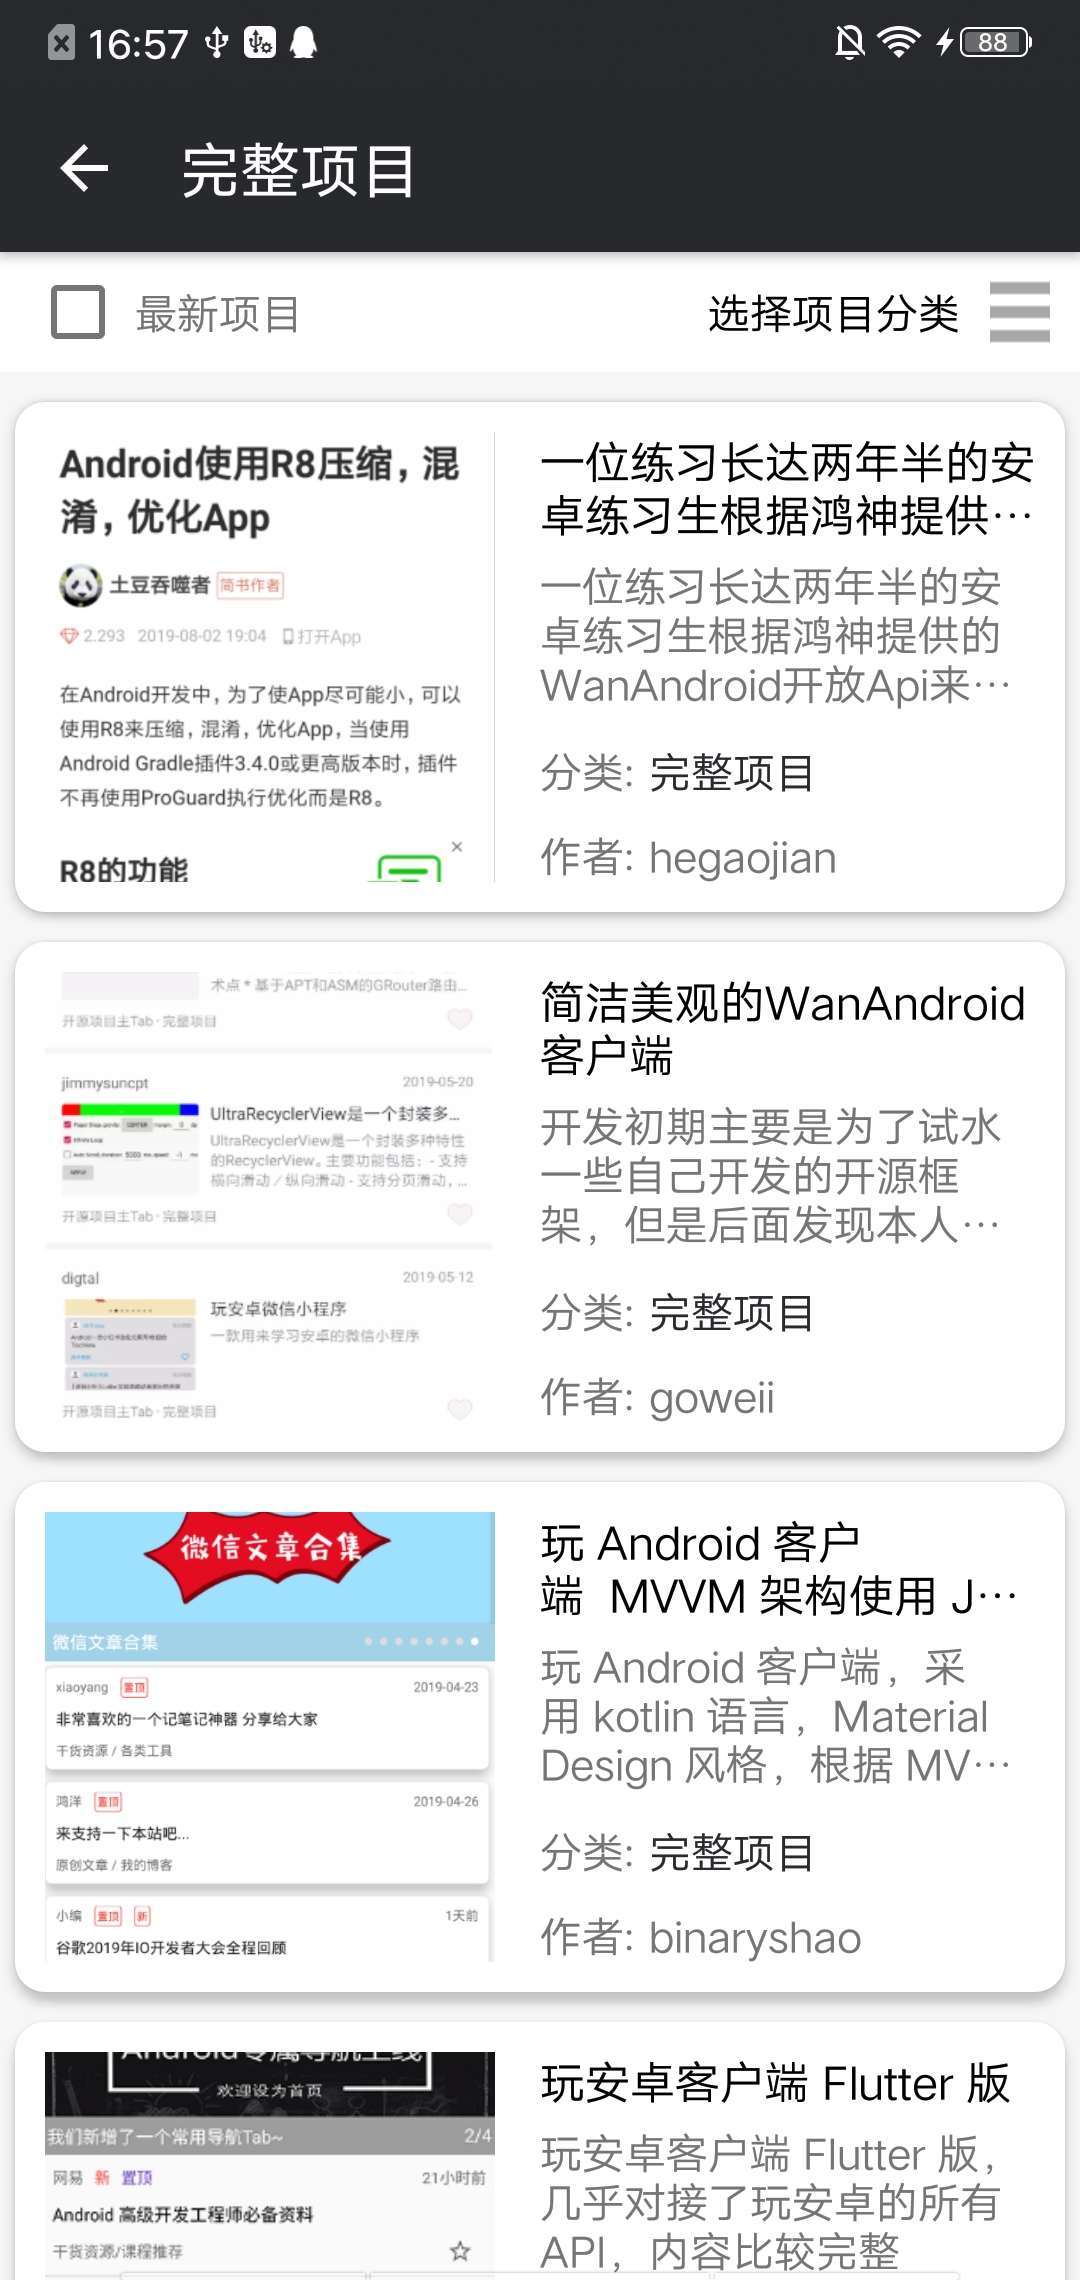 16:57
88
完整项目
最新项目
选择项目分类
Android使用R8压缩，混
淆，优化App
土豆吞噬者 简书作者
2.293 2019-08-02 19:04 打开App
在Android开发中，为了使App尽可能小，可以
使用R8来压缩，混淆，优化App，当使用
Android Gradle插件3.4.0或更高版本时，插件
不再使用ProGuard执行优化而是R8。
R8的功能
一位练习长达两年半的安
卓练习生根据鸿神提供…
一位练习长达两年半的安
卓练习生根据鸿神提供的
WanAndroid开放Api来…
分类: 完整项目
作者: hegaojian
术点 * 基于APT和ASM的GRouter路由...
开源项目主Tab · 完整项目
jimmysuncpt 2019-05-20
UltraRecyclerView是一个封装多...
UltraRecyclerView是一个封装多种特性
的RecyclerView。主要功能包括：- 支持
横向滑动 / 纵向滑动 - 支持分页滑动，...
开源项目主Tab · 完整项目
digtal 2019-05-12
玩安卓微信小程序
一款用来学习安卓的微信小程序
开源项目主Tab · 完整项目
简洁美观的WanAndroid
客户端
开发初期主要是为了试水
一些自己开发的开源框
架，但是后面发现本人…
分类: 完整项目
作者: goweii
微信文章合集
微信文章合集
xiaoyang 置顶 2019-04-23
非常喜欢的一个记笔记神器 分享给大家
干货资源 / 各类工具
鸿洋 置顶 2019-04-26
来支持一下本站吧...
原创文章 / 我的博客
小编 置顶 新 1天前
谷歌2019年IO开发者大会全程回顾
玩 Android 客户
端 MVVM 架构使用 J…
玩 Android 客户端，采
用 kotlin 语言，Material
Design 风格，根据 MV…
分类: 完整项目
作者: binaryshao
Android专属导航上线
欢迎设为首页
我们新增了一个常用导航Tab~ 2/4
网易 新 置顶 21小时前
Android 高级开发工程师必备资料
干货资源/课程推荐
玩安卓客户端 Flutter 版
玩安卓客户端 Flutter 版，
几乎对接了玩安卓的所有
API，内容比较完整